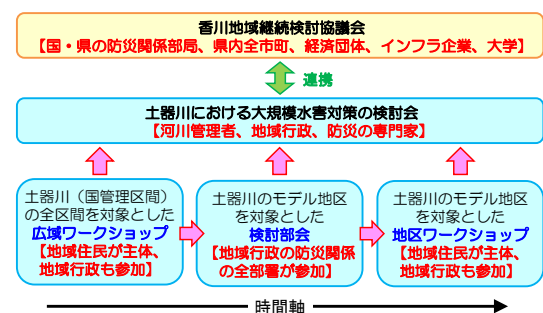 香川地域継続検討協議会
【国・県の防災関係部局、県内全市町、経済団体、インフラ企業、大学】
連携
土器川における大規模水害対策の検討会
【河川管理者、地域行政、防災の専門家】
土器川（国管理区間）
の全区間を対象とした
広域ワークショップ
【地域住民が主体、
地域行政も参加】
土器川のモデル地区
を対象とした
検討部会
【地域行政の防災関係
の全部署が参加】
土器川のモデル地区
を対象とした
地区ワークショップ
【地域住民が主体、
地域行政も参加】
時間軸